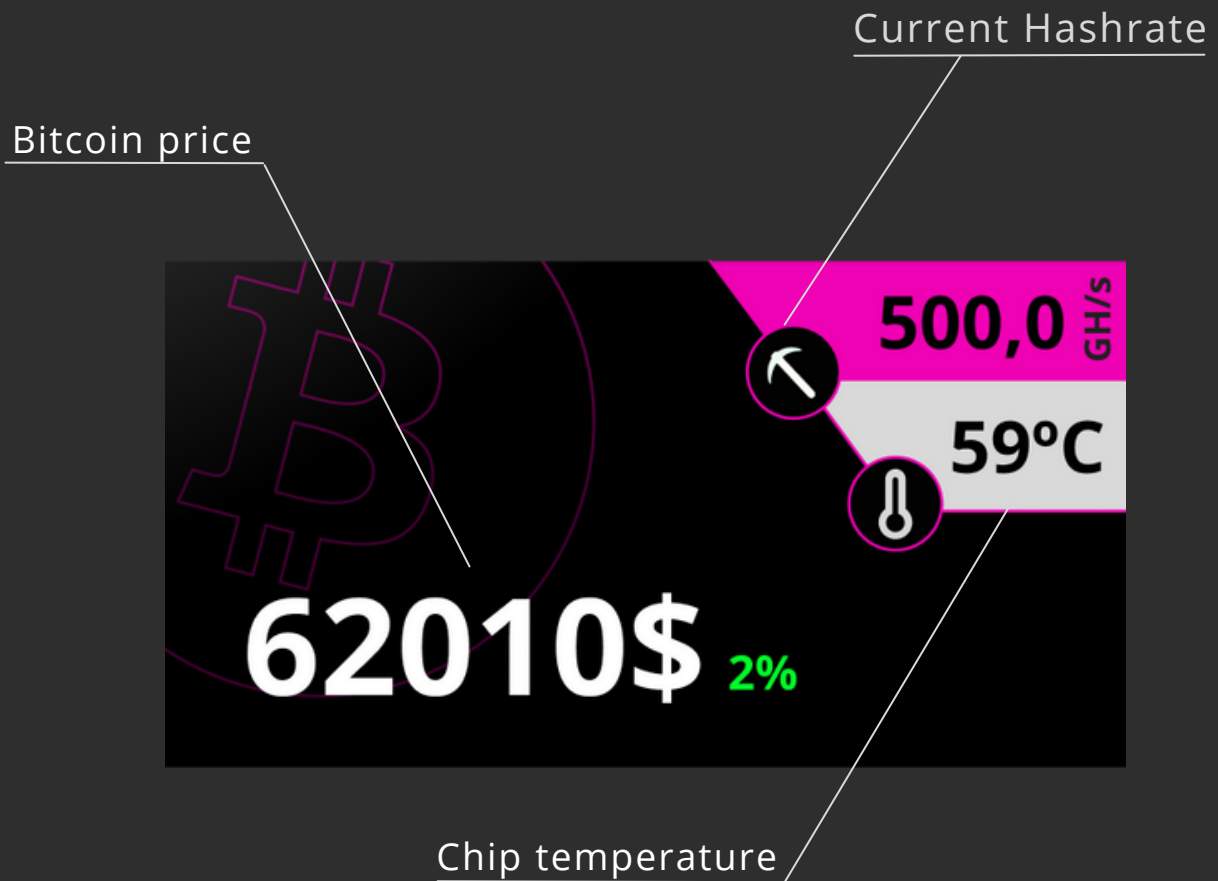 Current Hashrate
Bitcoin price
500,0 GH/s
59ºC
62010$ 2%
Chip temperature